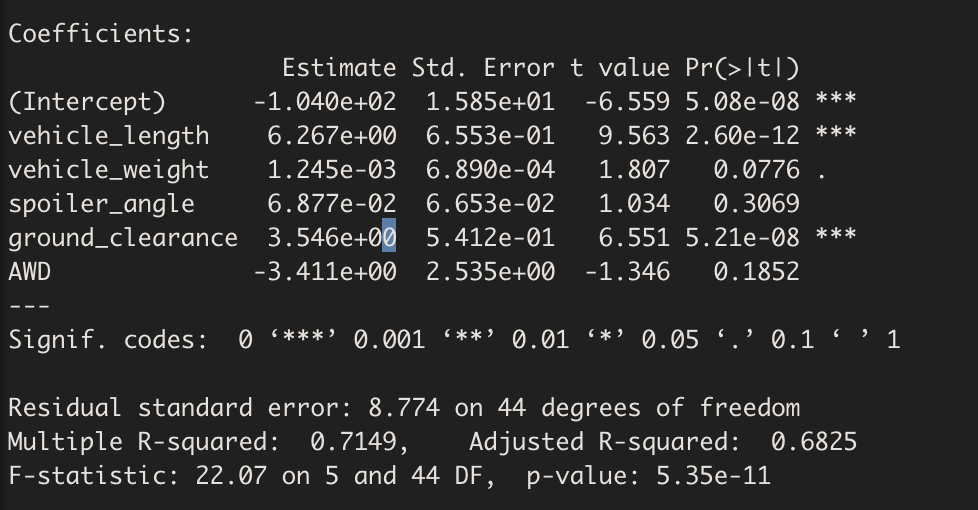 Coefficients:
                   Estimate Std. Error t value Pr(>|t|)
(Intercept)      -1.040e+02  1.585e+01  -6.559 5.08e-08 ***
vehicle_length    6.267e+00  6.553e-01   9.563 2.60e-12 ***
vehicle_weight    1.245e-03  6.890e-04   1.807   0.0776 .
spoiler_angle     6.877e-02  6.653e-02   1.034   0.3069
ground_clearance  3.546e+00  5.412e-01   6.551 5.21e-08 ***
AWD              -3.411e+00  2.535e+00  -1.346   0.1852
---
Signif. codes:  0 ‘***’ 0.001 ‘**’ 0.01 ‘*’ 0.05 ‘.’ 0.1 ‘ ’ 1
Residual standard error: 8.774 on 44 degrees of freedom
Multiple R-squared:  0.7149,    Adjusted R-squared:  0.6825
F-statistic: 22.07 on 5 and 44 DF,  p-value: 5.35e-11